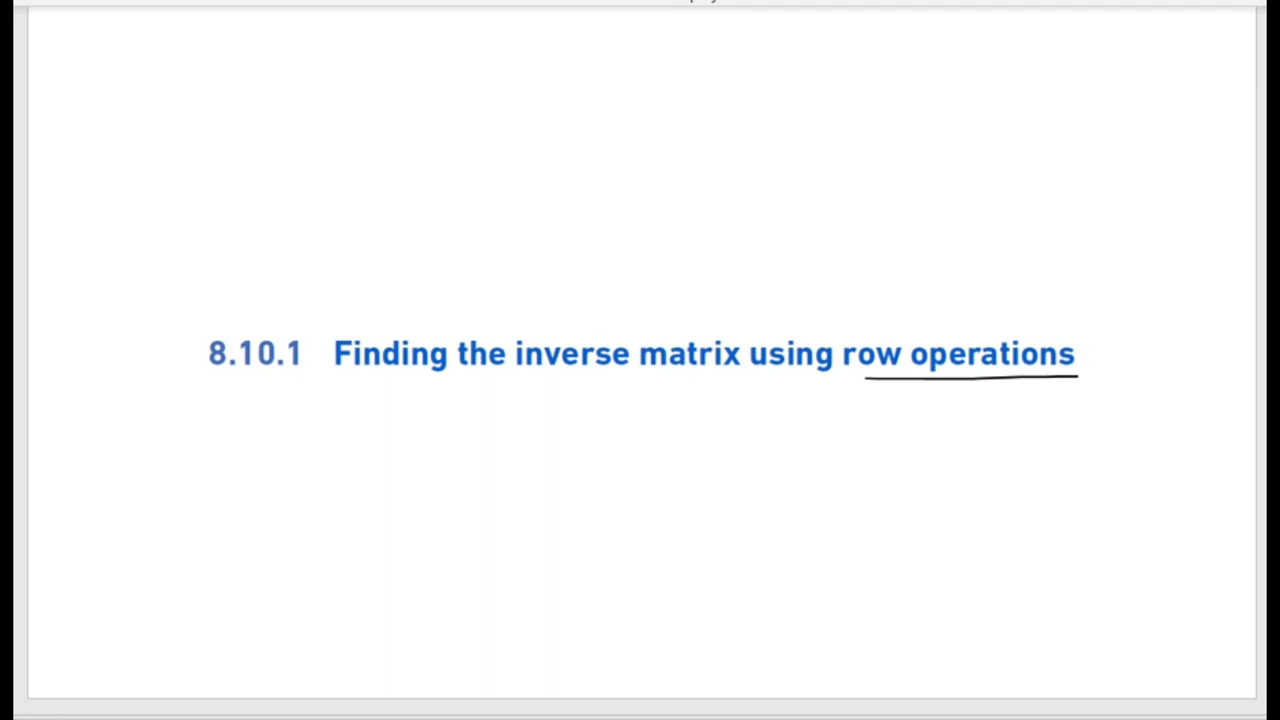 8.10.1 Finding the inverse matrix using row operations